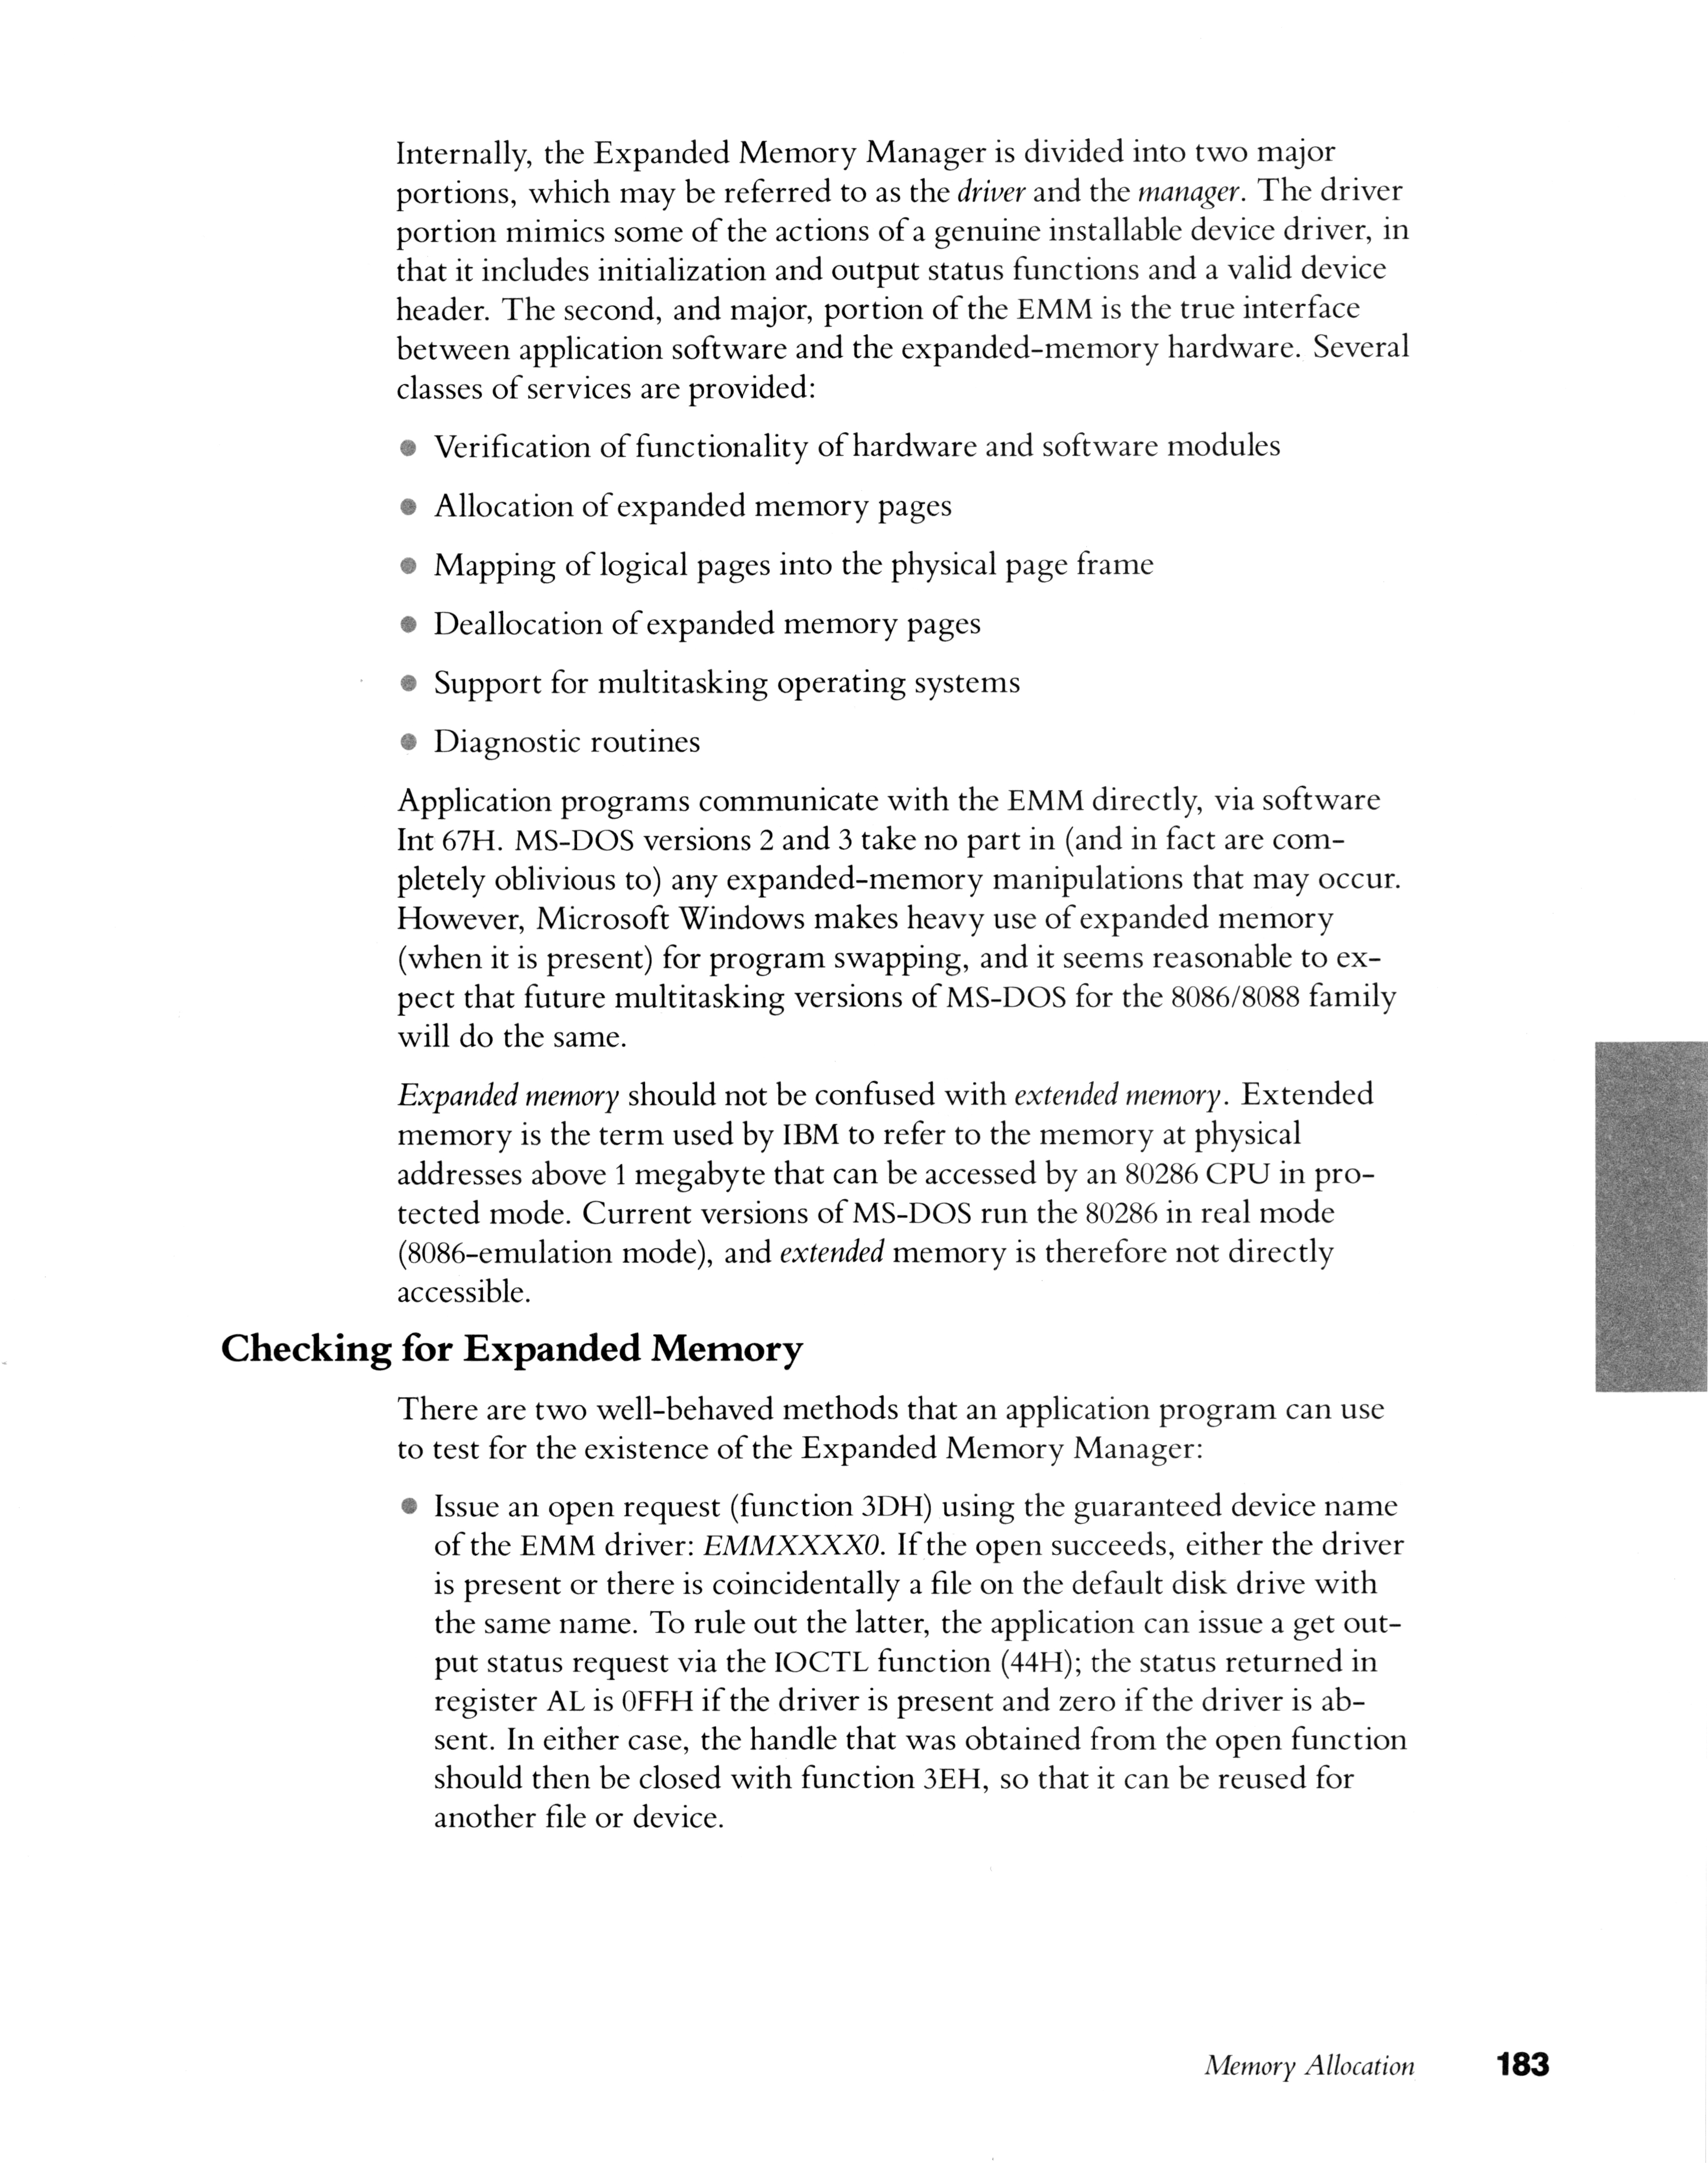 Internally, the Expanded Memory Manager is divided into two major
portions, which may be referred to as the driver and the manager. The driver
portion mimics some of the actions of a genuine installable device driver, in
that it includes initialization and output status functions and a valid device
header. The second, and major, portion of the EMM is the true interface
between application software and the expanded-memory hardware. Several
classes of services are provided:
● Verification of functionality of hardware and software modules
● Allocation of expanded memory pages
● Mapping of logical pages into the physical page frame
● Deallocation of expanded memory pages
● Support for multitasking operating systems
● Diagnostic routines
Application programs communicate with the EMM directly, via software
Int 67H. MS-DOS versions 2 and 3 take no part in (and in fact are com-
pletely oblivious to) any expanded-memory manipulations that may occur.
However, Microsoft Windows makes heavy use of expanded memory
(when it is present) for program swapping, and it seems reasonable to ex-
pect that future multitasking versions of MS-DOS for the 8086/8088 family
will do the same.
Expanded memory should not be confused with extended memory. Extended
memory is the term used by IBM to refer to the memory at physical
addresses above 1 megabyte that can be accessed by an 80286 CPU in pro-
tected mode. Current versions of MS-DOS run the 80286 in real mode
(8086-emulation mode), and extended memory is therefore not directly
accessible.
Checking for Expanded Memory
There are two well-behaved methods that an application program can use
to test for the existence of the Expanded Memory Manager:
● Issue an open request (function 3DH) using the guaranteed device name
of the EMM driver: EMMXXXX0. If the open succeeds, either the driver
is present or there is coincidentally a file on the default disk drive with
the same name. To rule out the latter, the application can issue a get out-
put status request via the IOCTL function (44H); the status returned in
register AL is 0FFH if the driver is present and zero if the driver is ab-
sent. In either case, the handle that was obtained from the open function
should then be closed with function 3EH, so that it can be reused for
another file or device.
Memory Allocation 183